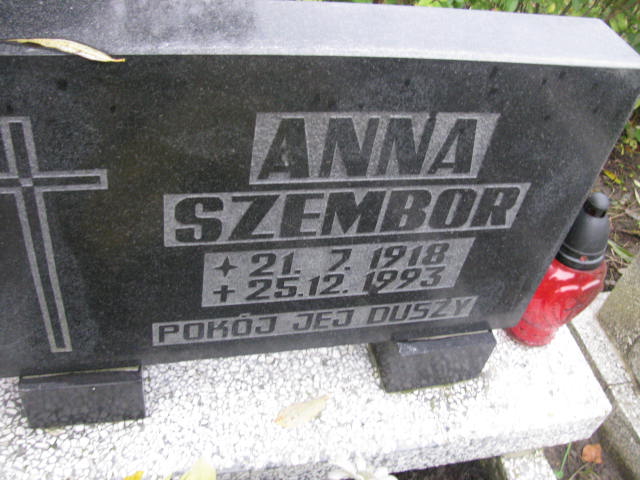 ANNA
SZEMBOR
21. 7. 1918
25.12. 1993
POKÓJ JEJ DUSZY